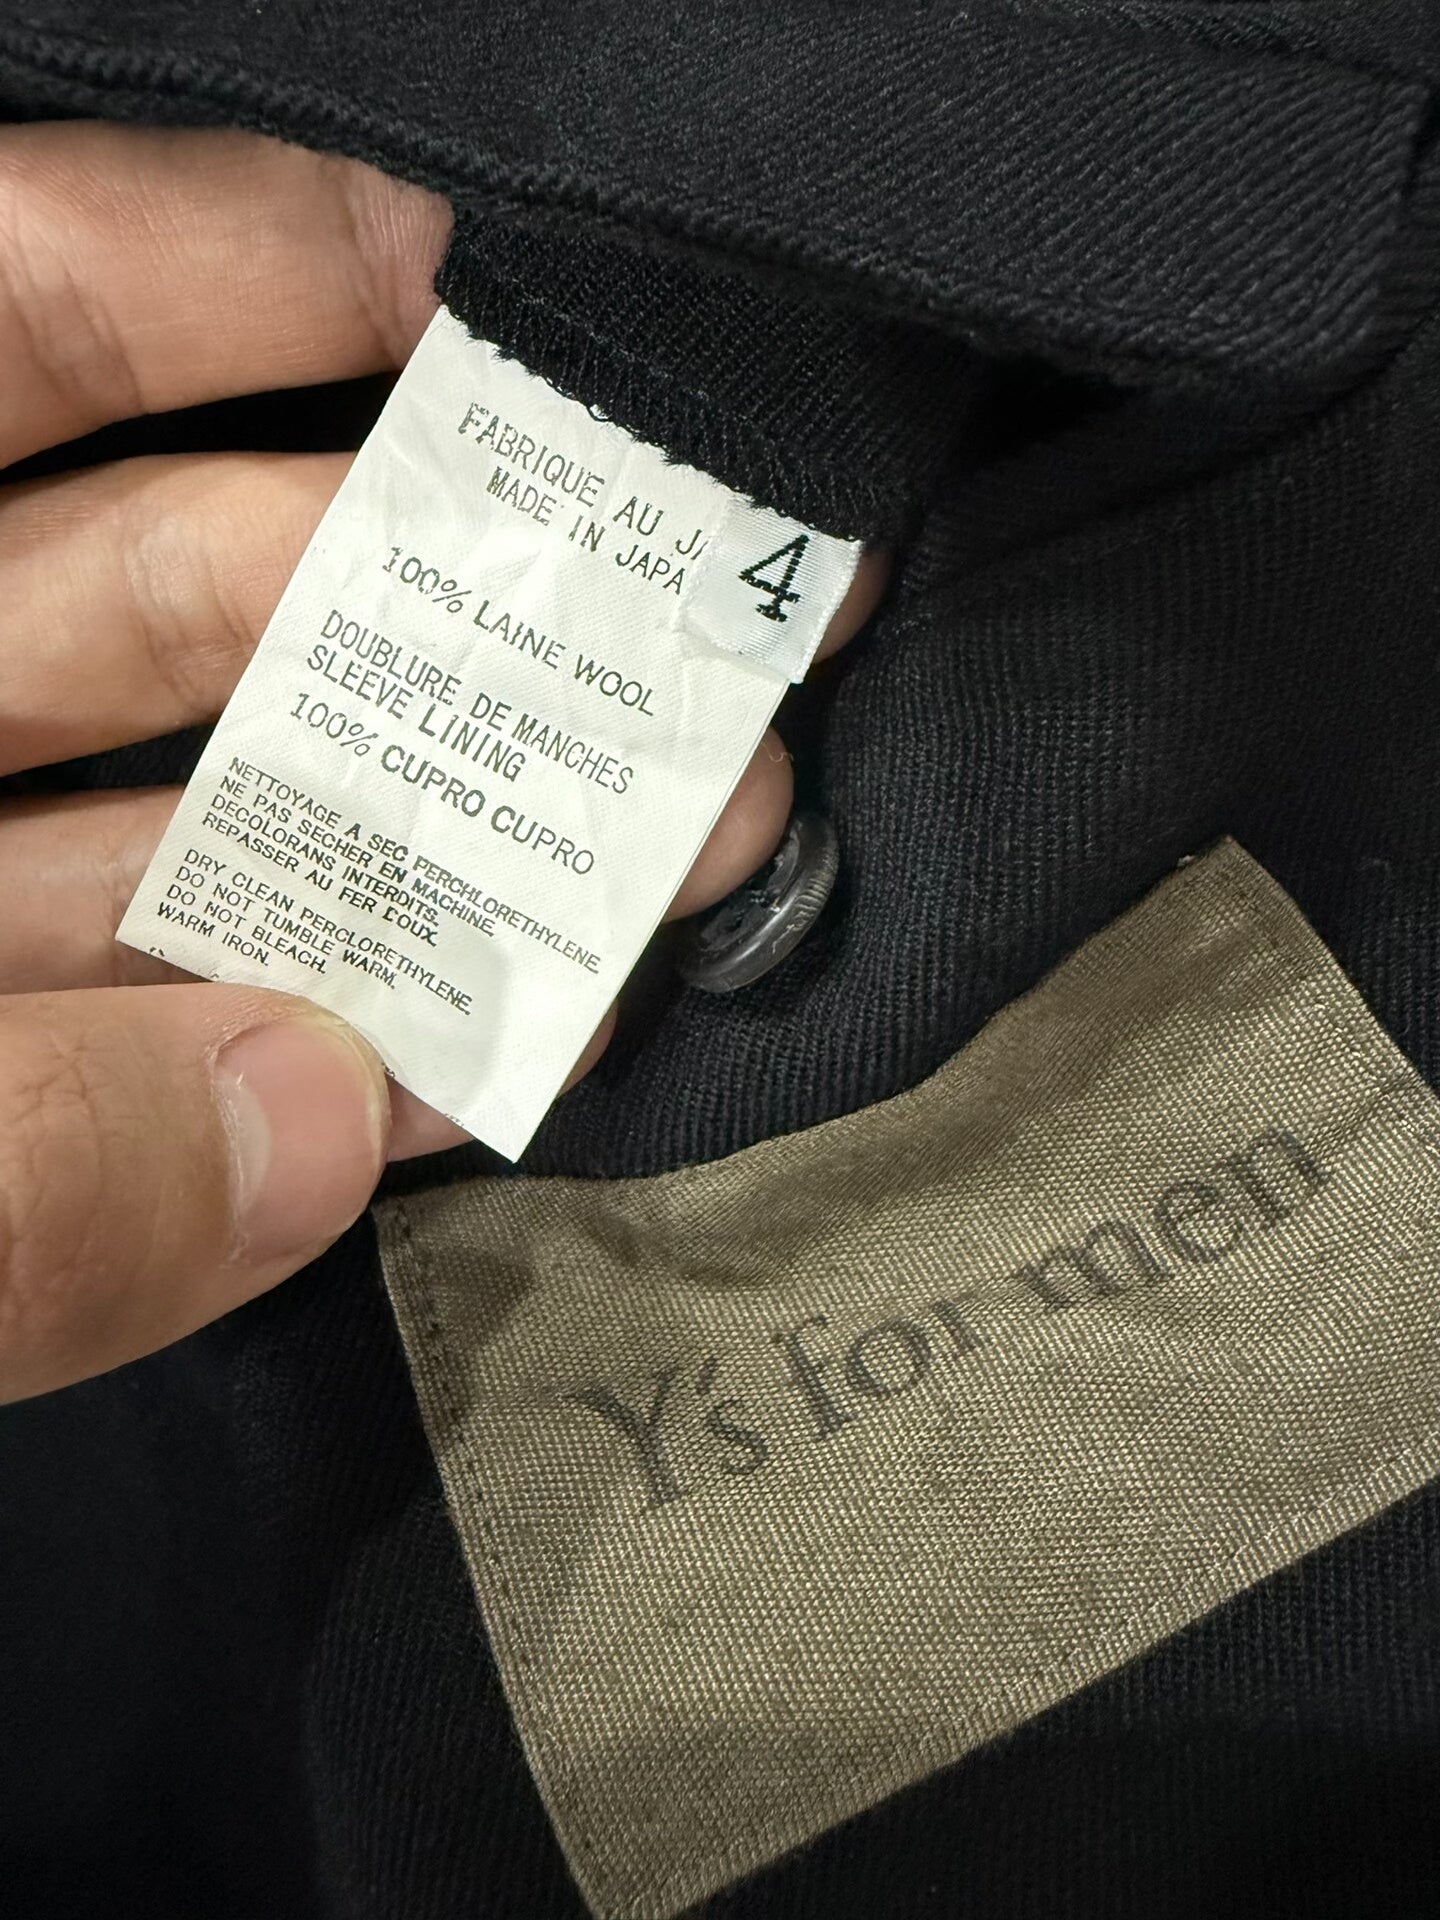 FABRIQUE AU JA
MADE IN JAPA
4
100% LAINE WOOL
DOUBLURE DE MANCHES
SLEEVE LINING
100% CUPRO CUPRO
NETTOYAGE A SEC PERCHLORETHYLENE.
NE PAS SECHER EN MACHINE.
DECOLORANS INTERDITS.
REPASSER AU FER DOUX.
DRY CLEAN PERCLORETHYLENE.
DO NOT TUMBLE WARM.
DO NOT BLEACH.
WARM IRON.
Y's for men